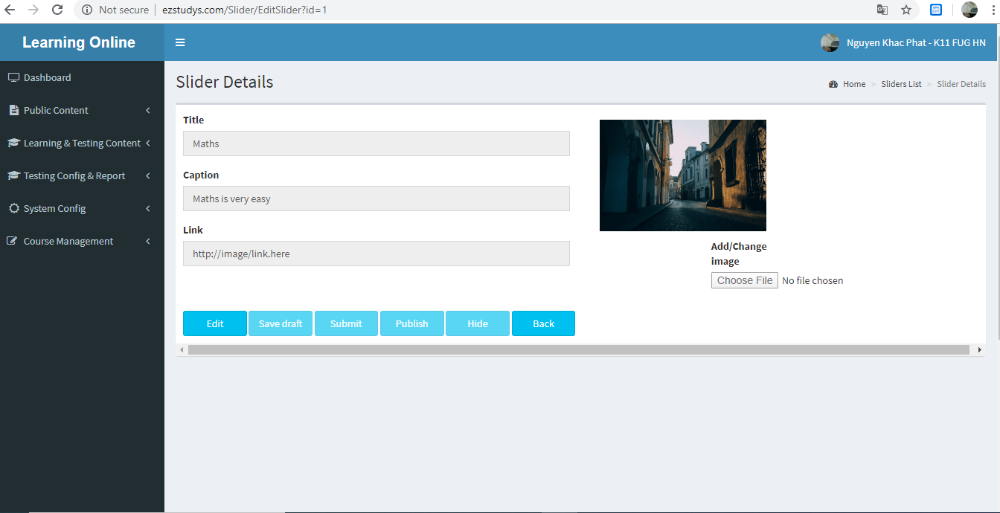 Not secure | ezstudys.com/Slider/EditSlider?id=1
Learning Online
Nguyen Khac Phat - K11 FUG HN
Dashboard
Public Content
Learning & Testing Content
Testing Config & Report
System Config
Course Management
Slider Details
Home > Sliders List > Slider Details
Title
Maths
Caption
Maths is very easy
Link
http://image/link.here
Add/Change
image
Choose File No file chosen
Edit Save draft Submit Publish Hide Back